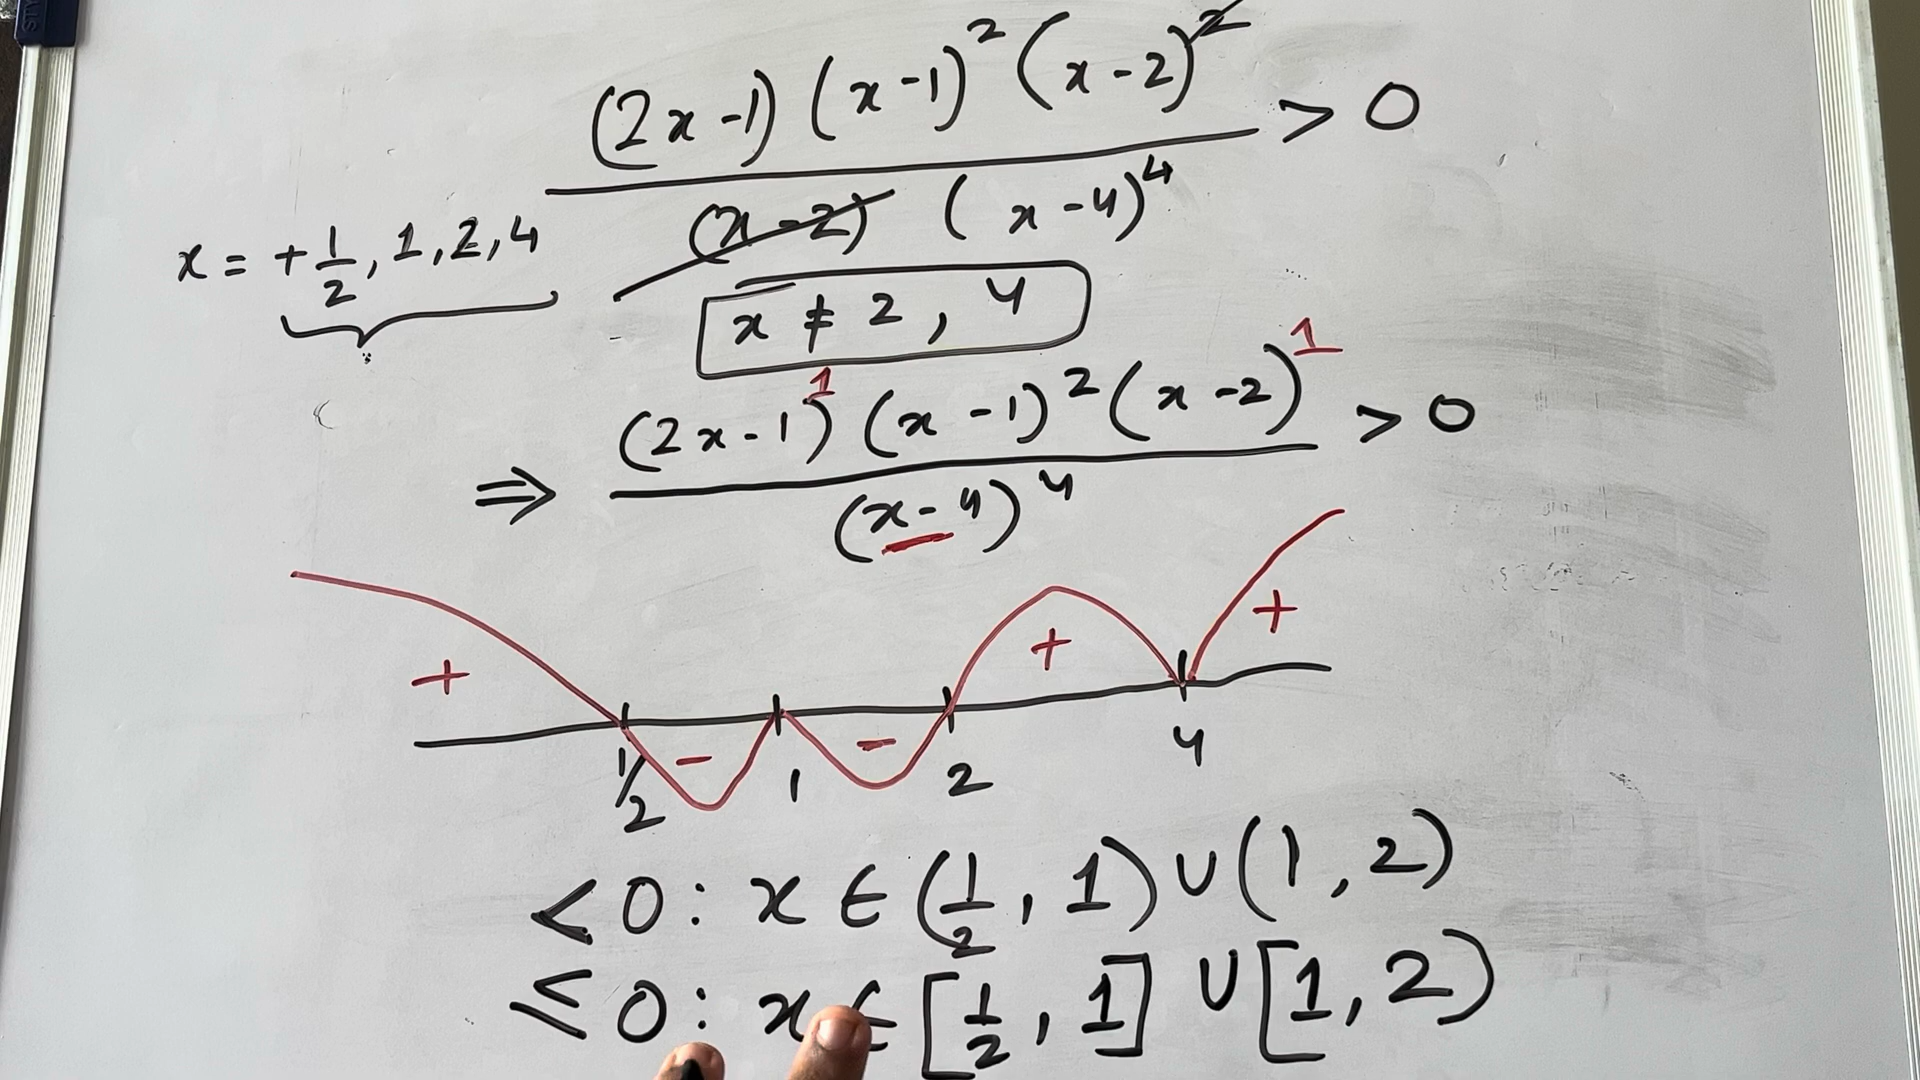 (2x-1) (x-1)² (x-2)² > 0
(x-2) (x-4)⁴
x = +1/2, 1, 2, 4
x ≠ 2, 4
⇒ (2x-1)¹ (x-1)² (x-2)¹ > 0
(x-4)⁴
+ - - + +
1/2 1 2 4
< 0 : x ∈ (1/2, 1) ∪ (1, 2)
≤ 0 : x ∈ [1/2, 1] ∪ [1, 2)